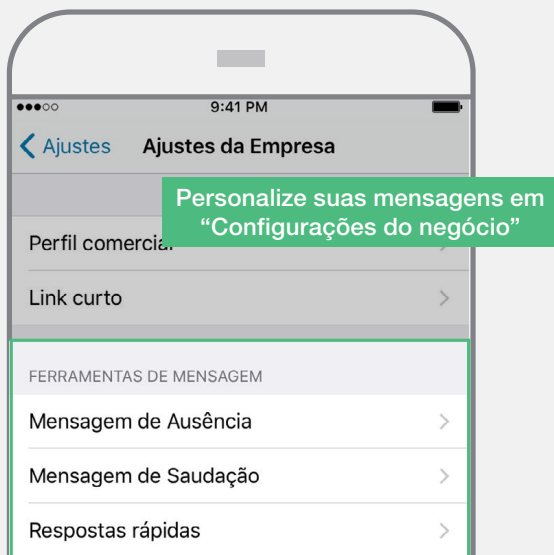 9:41 PM
Ajustes Ajustes da Empresa
Personalize suas mensagens em
“Configurações do negócio”
Perfil comercial
Link curto
FERRAMENTAS DE MENSAGEM
Mensagem de Ausência
Mensagem de Saudação
Respostas rápidas